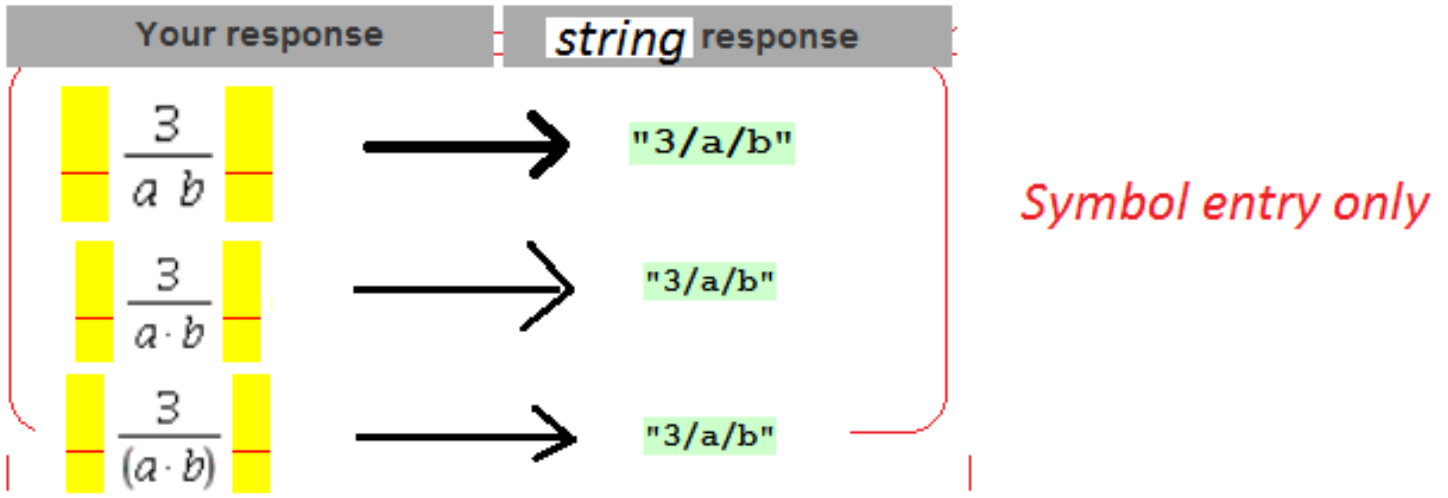 Your response string response
3/(a b) "3/a/b"
Symbol entry only
3/(a·b) "3/a/b"
3/((a·b)) "3/a/b"